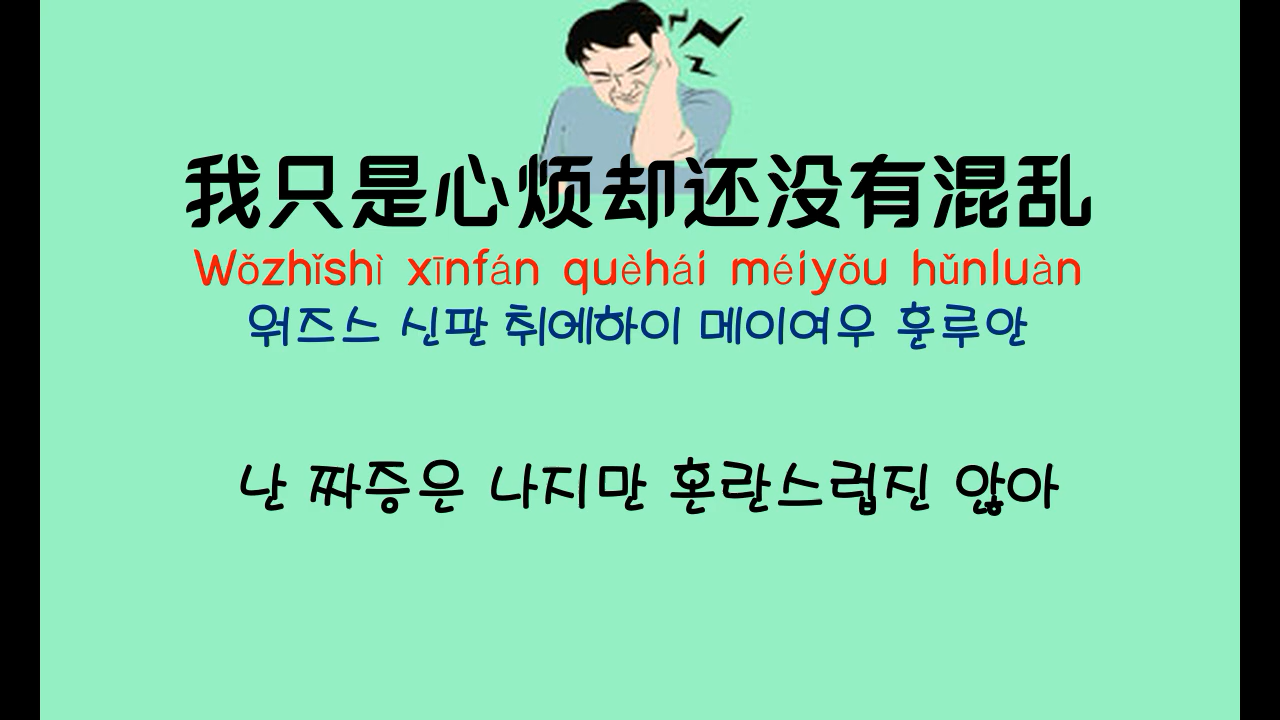 我只是心烦却还没有混乱
Wǒzhǐshì xīnfán quèhái méiyǒu hǔnluàn
워즈스 신판 취에하이 메이여우 훈루안
난 짜증은 나지만 혼란스럽진 않아